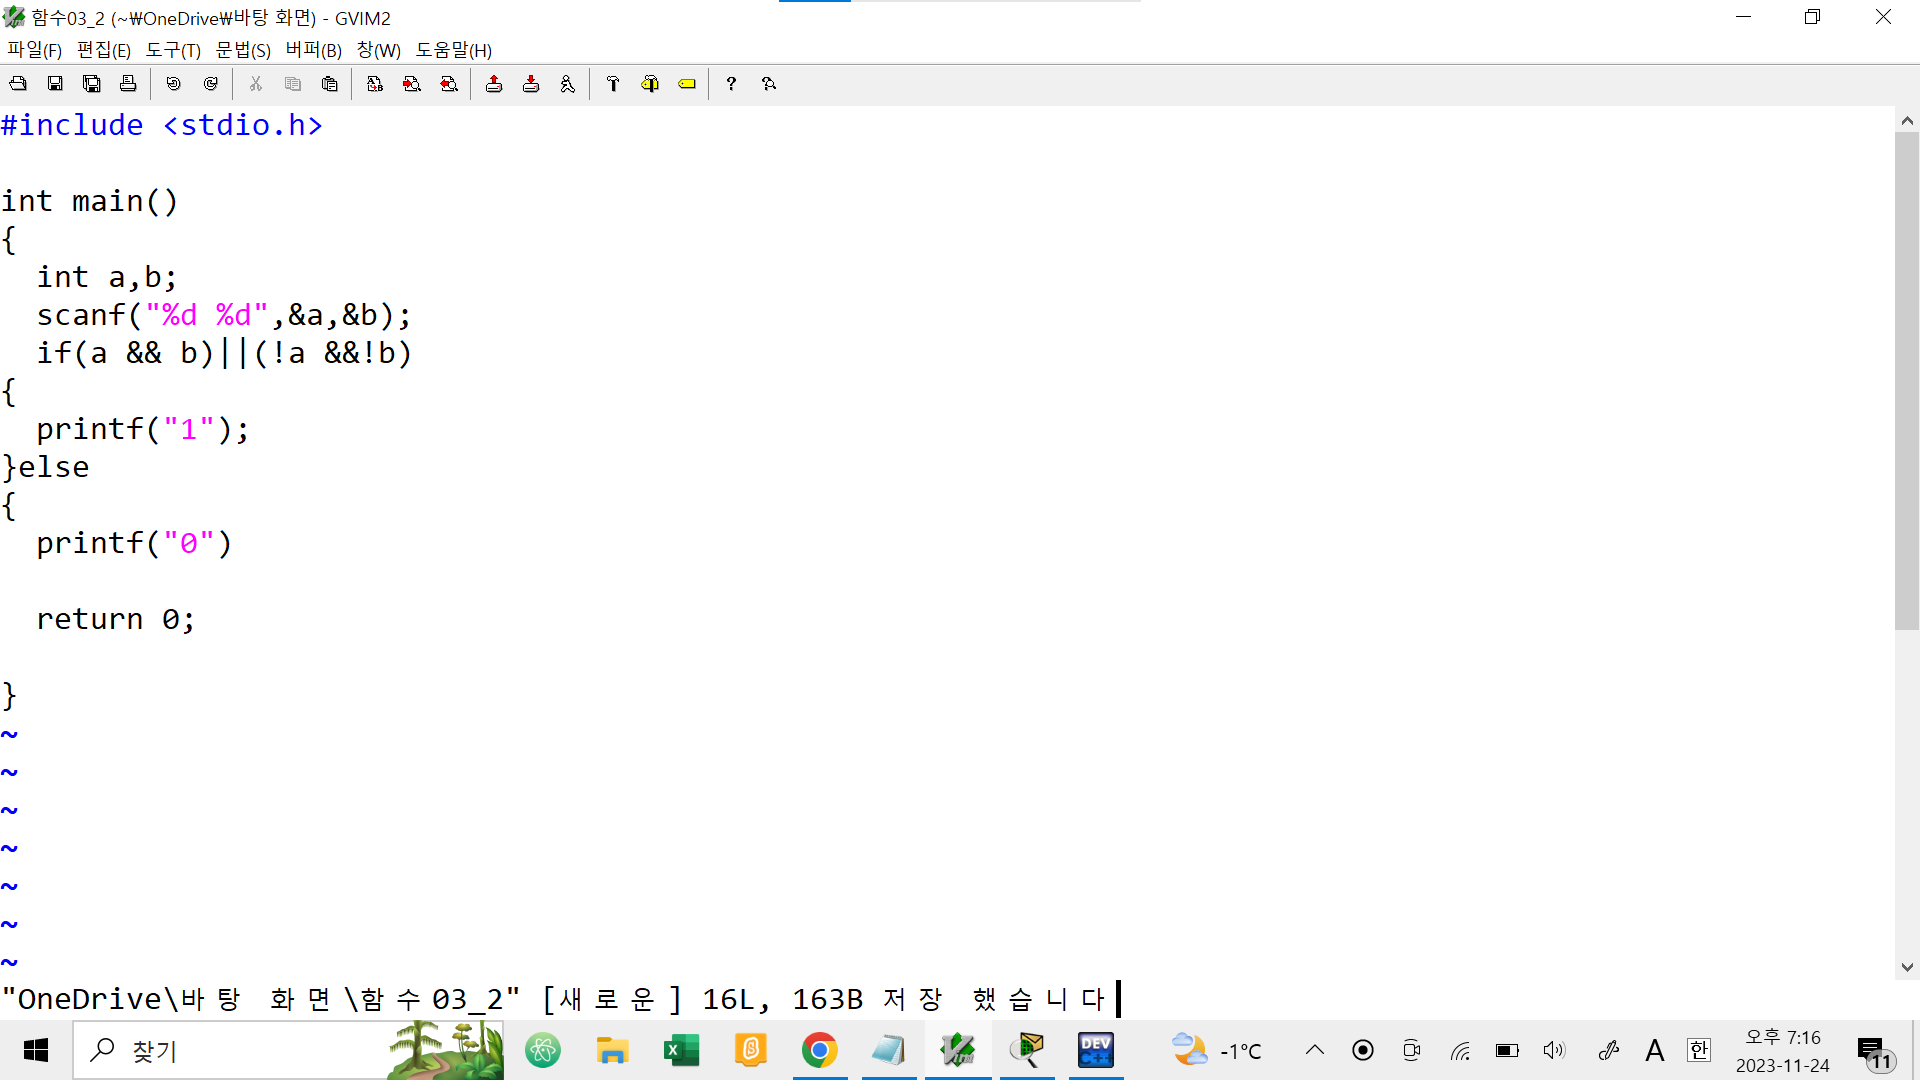 함수03_2 (~₩OneDrive₩바탕 화면) - GVIM2
파일(F) 편집(E) 도구(T) 문법(S) 버퍼(B) 창(W) 도움말(H)
#include <stdio.h>
int main()
{
int a,b;
scanf("%d %d",&a,&b);
if(a && b)||(!a &&!b)
{
printf("1");
}else
{
printf("0")
return 0;
}
~
~
~
~
~
~
~
"OneDrive\바탕 화면\함수03_2" [새로운] 16L, 163B 저장 했습니다
찾기
DEV C++
-1°C
A
한
오후 7:16
2023-11-24
11